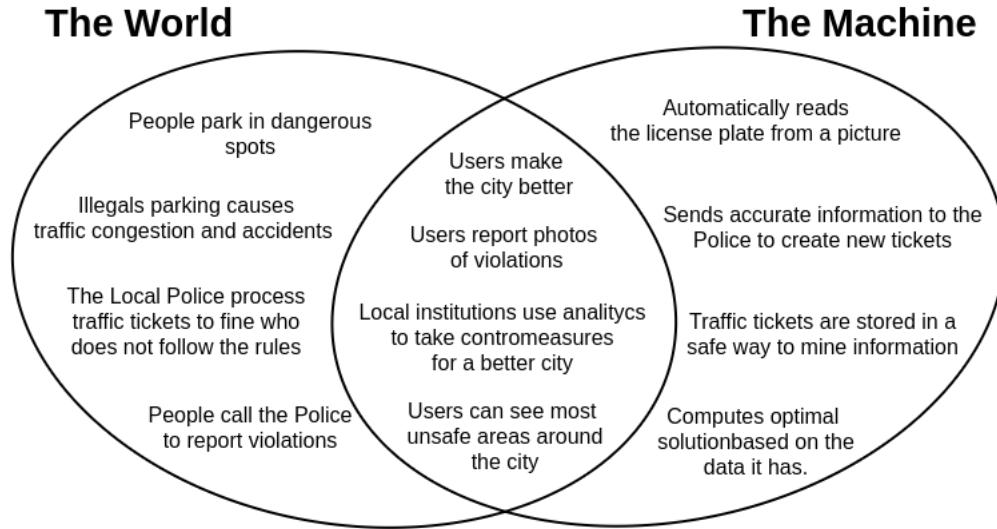 The World
The Machine
People park in dangerous
spots
Illegals parking causes
traffic congestion and accidents
The Local Police process
traffic tickets to fine who
does not follow the rules
People call the Police
to report violations
Users make
the city better
Users report photos
of violations
Local institutions use analitycs
to take contromeasures
for a better city
Users can see most
unsafe areas around
the city
Automatically reads
the license plate from a picture
Sends accurate information to the
Police to create new tickets
Traffic tickets are stored in a
safe way to mine information
Computes optimal
solutionbased on the
data it has.